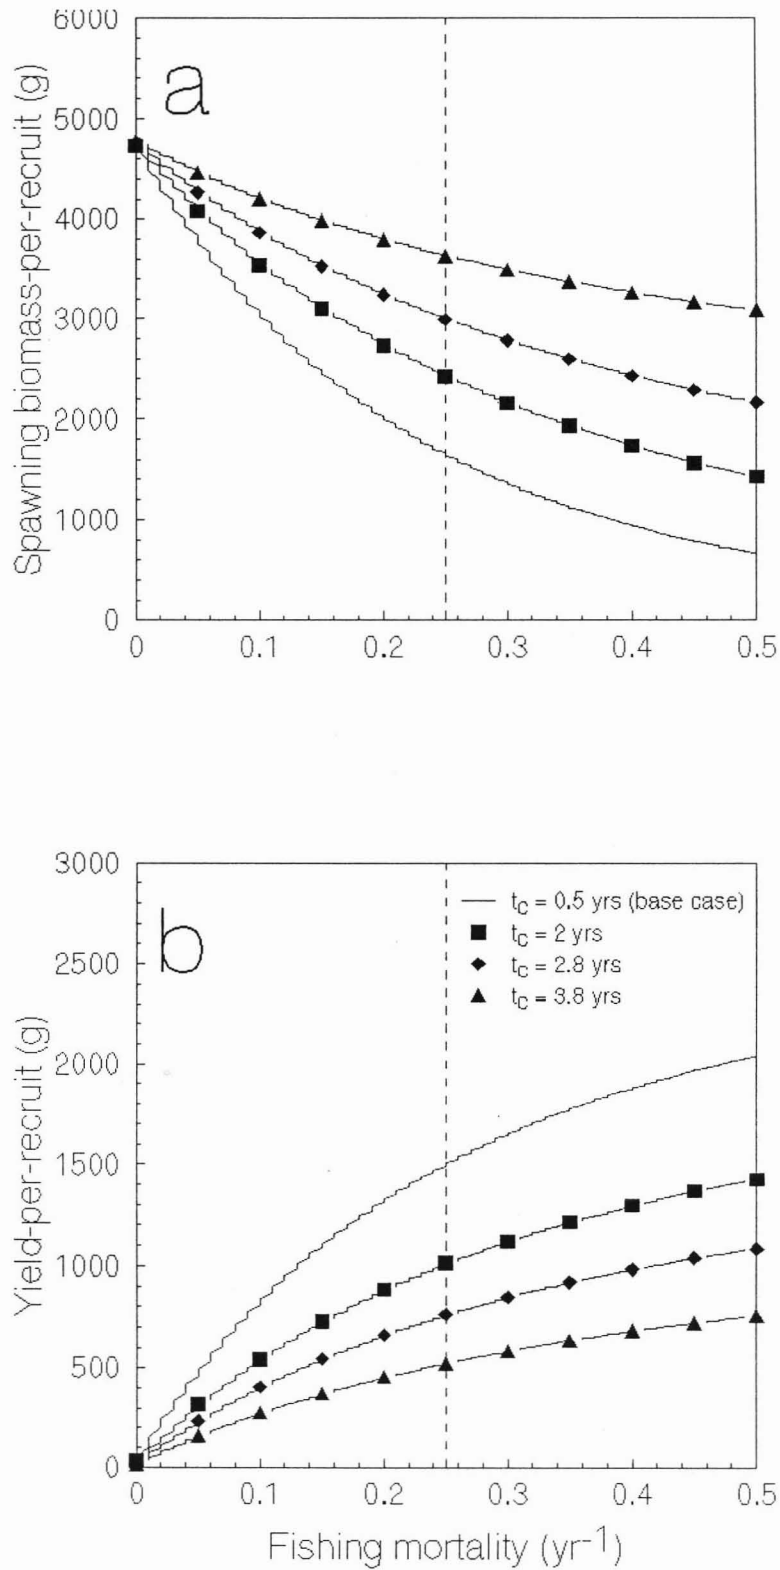 6000
a
5000
4000
3000
2000
1000
0
Spawning biomass-per-recruit (g)
0 0.1 0.2 0.3 0.4 0.5
3000
b
2500
2000
1500
1000
500
0
Yield-per-recruit (g)
t_c = 0.5 yrs (base case)
t_c = 2 yrs
t_c = 2.8 yrs
t_c = 3.8 yrs
0 0.1 0.2 0.3 0.4 0.5
Fishing mortality (yr⁻¹)